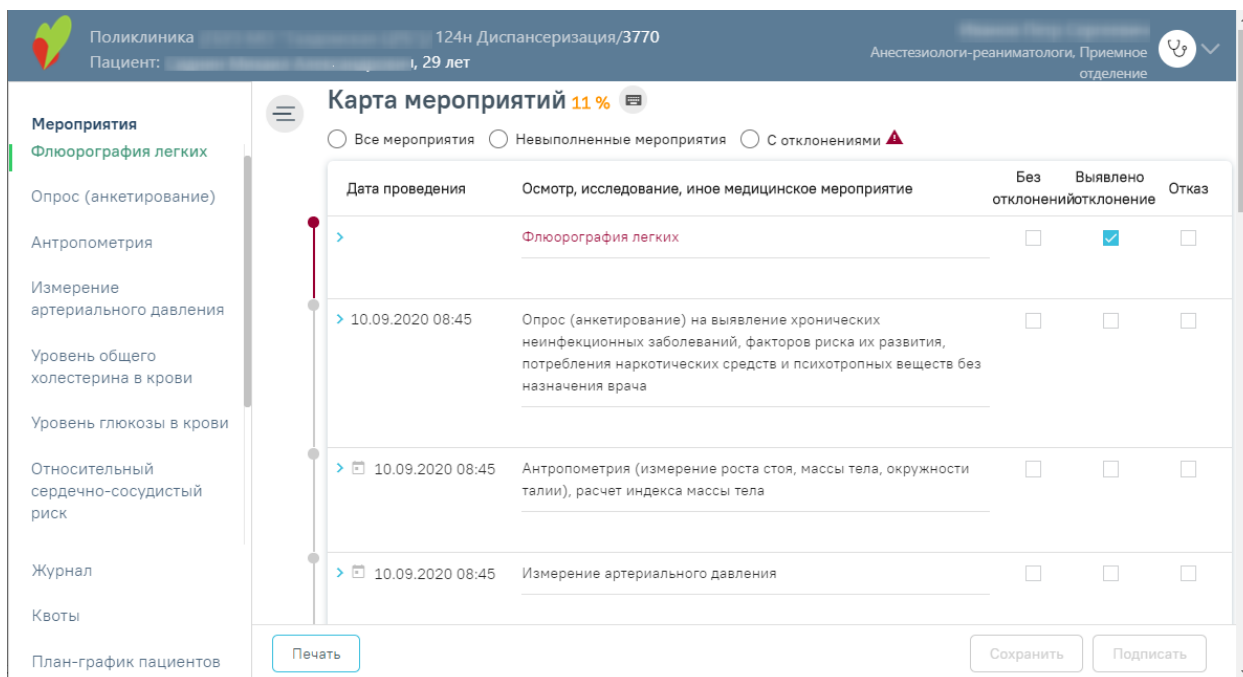 Поликлиника 124н Диспансеризация/3770
Пациент: , 29 лет
Анестезиологи-реаниматологи, Приемное
отделение
Мероприятия
Флюорография легких
Опрос (анкетирование)
Антропометрия
Измерение
артериального давления
Уровень общего
холестерина в крови
Уровень глюкозы в крови
Относительный
сердечно-сосудистый
риск
Журнал
Квоты
План-график пациентов
Карта мероприятий 11 %
Все мероприятия Невыполненные мероприятия С отклонениями
Дата проведения Осмотр, исследование, иное медицинское мероприятие Без отклонений Выявлено отклонение Отказ
Флюорография легких
10.09.2020 08:45 Опрос (анкетирование) на выявление хронических
неинфекционных заболеваний, факторов риска их развития,
потребления наркотических средств и психотропных веществ без
назначения врача
10.09.2020 08:45 Антропометрия (измерение роста стоя, массы тела, окружности
талии), расчет индекса массы тела
10.09.2020 08:45 Измерение артериального давления
Печать Сохранить Подписать